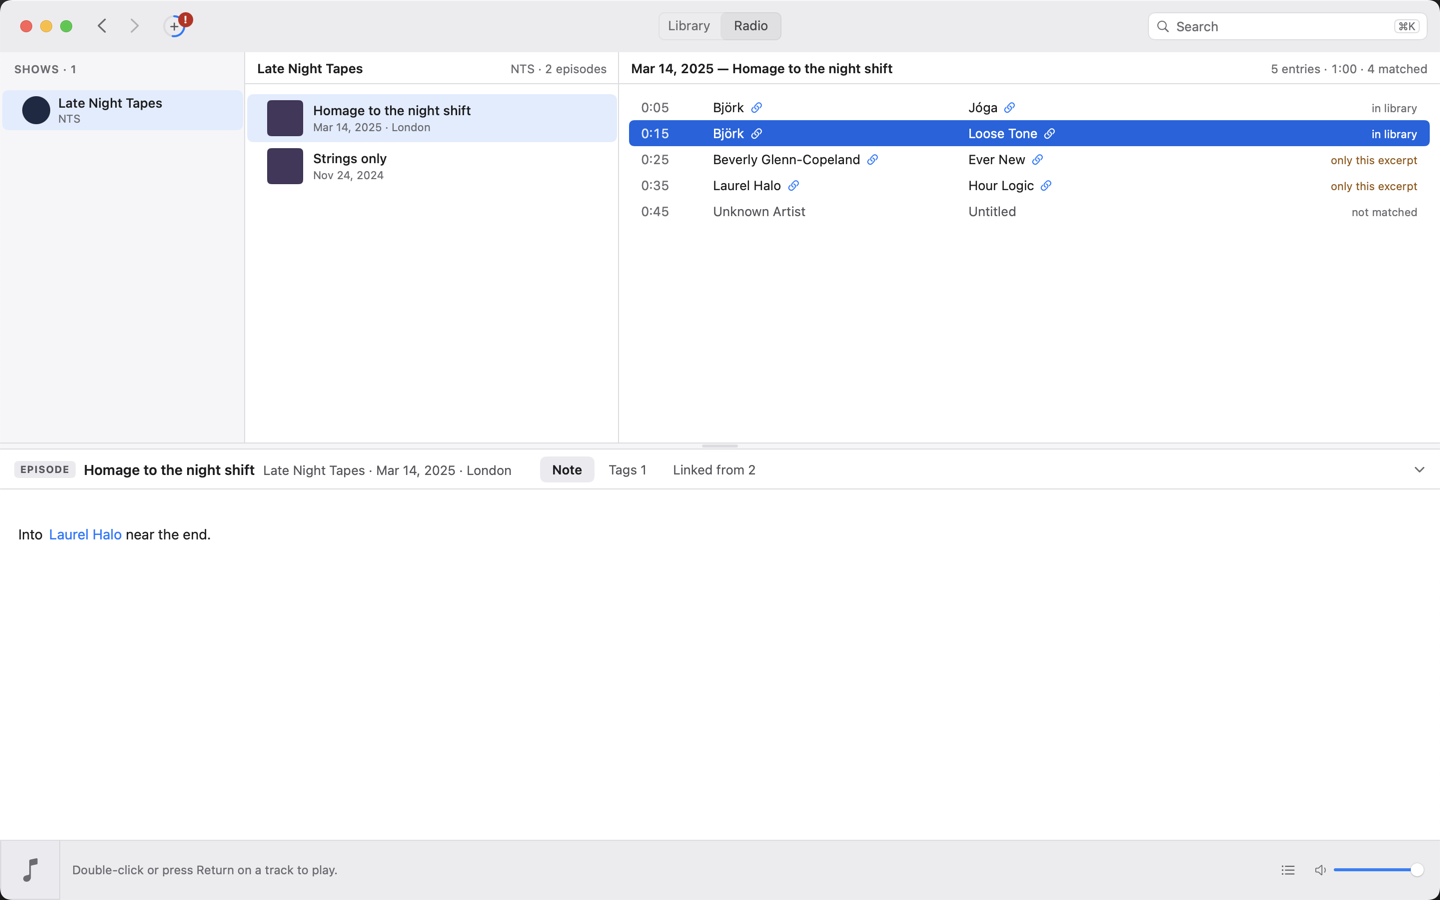 + !
Library Radio
Search ⌘K
SHOWS · 1
Late Night Tapes
NTS
Late Night Tapes NTS · 2 episodes
Homage to the night shift
Mar 14, 2025 · London
Strings only
Nov 24, 2024
Mar 14, 2025 — Homage to the night shift 5 entries · 1:00 · 4 matched
0:05 Björk Jóga in library
0:15 Björk Loose Tone in library
0:25 Beverly Glenn-Copeland Ever New only this excerpt
0:35 Laurel Halo Hour Logic only this excerpt
0:45 Unknown Artist Untitled not matched
EPISODE Homage to the night shift Late Night Tapes · Mar 14, 2025 · London Note Tags 1 Linked from 2
Into Laurel Halo near the end.
Double-click or press Return on a track to play.